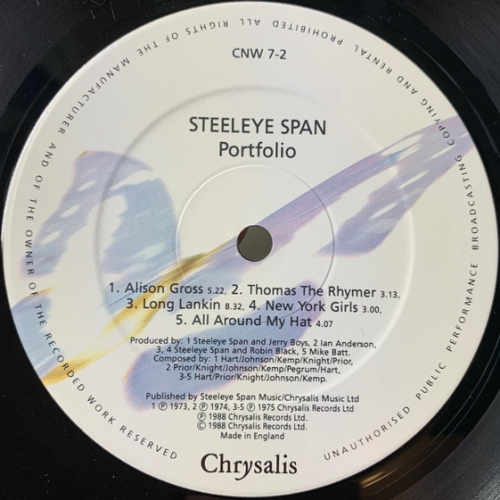 ALL RIGHTS OF THE MANUFACTURER AND OF THE OWNER OF THE RECORDED WORK RESERVED
UNAUTHORISED PUBLIC PERFORMANCE BROADCASTING COPYING AND RENTAL PROHIBITED
CNW 7-2
STEELEYE SPAN
Portfolio
1. Alison Gross 5.22, 2. Thomas The Rhymer 3.13,
3. Long Lankin 8.32, 4. New York Girls 3.00,
5. All Around My Hat 4.07
Produced by: 1 Steeleye Span and Jerry Boys, 2 Ian Anderson,
3, 4 Steeleye Span and Robin Black, 5 Mike Batt.
Composed by: 1 Hart/Johnson/Kemp/Knight/Prior,
2 Prior/Knight/Johnson/Kemp/Pegrum/Hart,
3-5 Hart/Prior/Knight/Johnson/Kemp.
Published by Steeleye Span Music/Chrysalis Music Ltd
1 ℗ 1973, 2 ℗ 1974, 3-5 ℗ 1975 Chrysalis Records Ltd
℗ 1988 Chrysalis Records Ltd.
© 1988 Chrysalis Records Ltd.
Made in England
Chrysalis